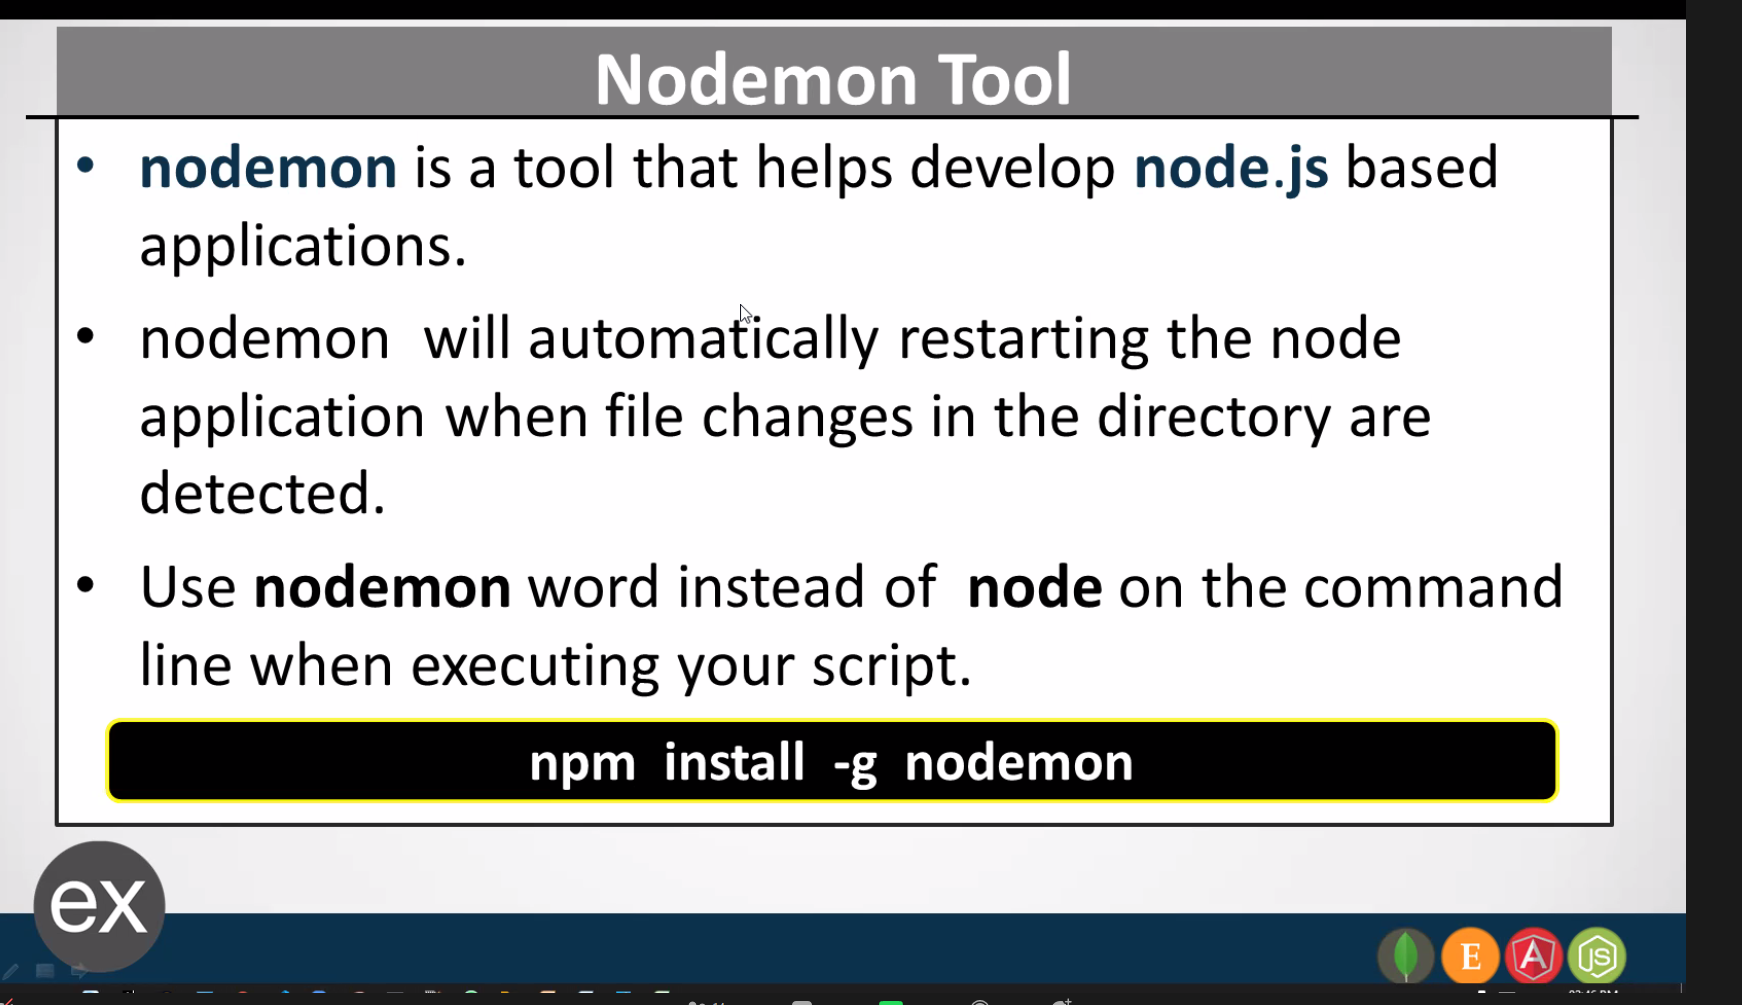 Nodemon Tool
• nodemon is a tool that helps develop node.js based
applications.
• nodemon will automatically restarting the node
application when file changes in the directory are
detected.
• Use nodemon word instead of node on the command
line when executing your script.
npm install -g nodemon
ex
E
A
JS